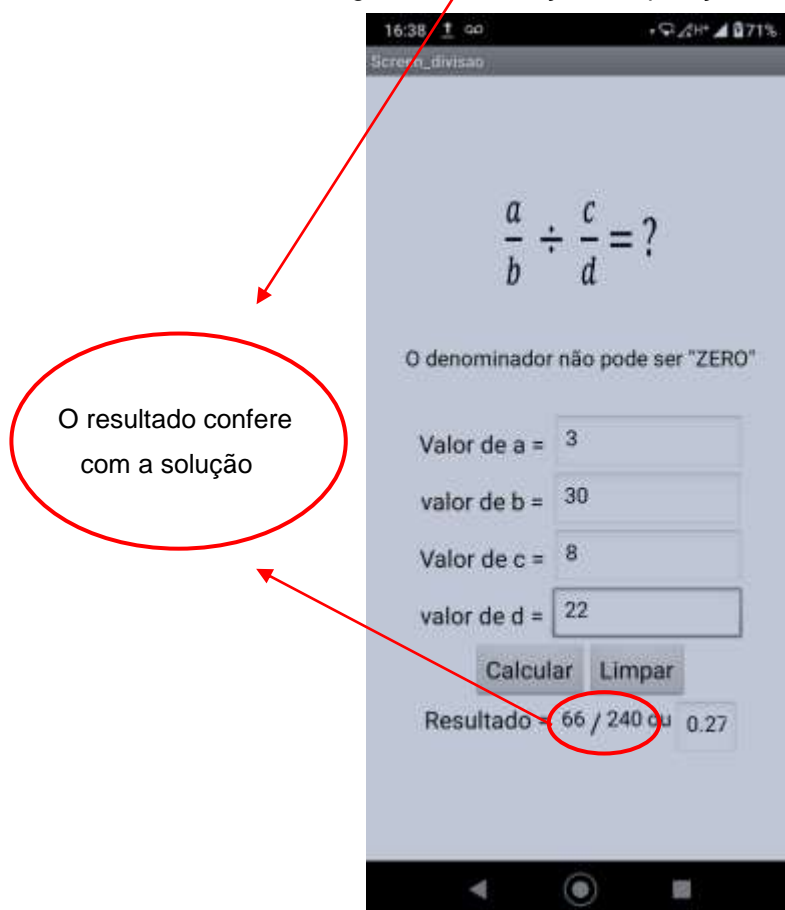 16:38
H+ 71%
Screen_divisao
a/b ÷ c/d = ?
O denominador não pode ser "ZERO"
O resultado confere
com a solução
Valor de a = 3
valor de b = 30
Valor de c = 8
valor de d = 22
Calcular Limpar
Resultado = 66 / 240 ou 0.27